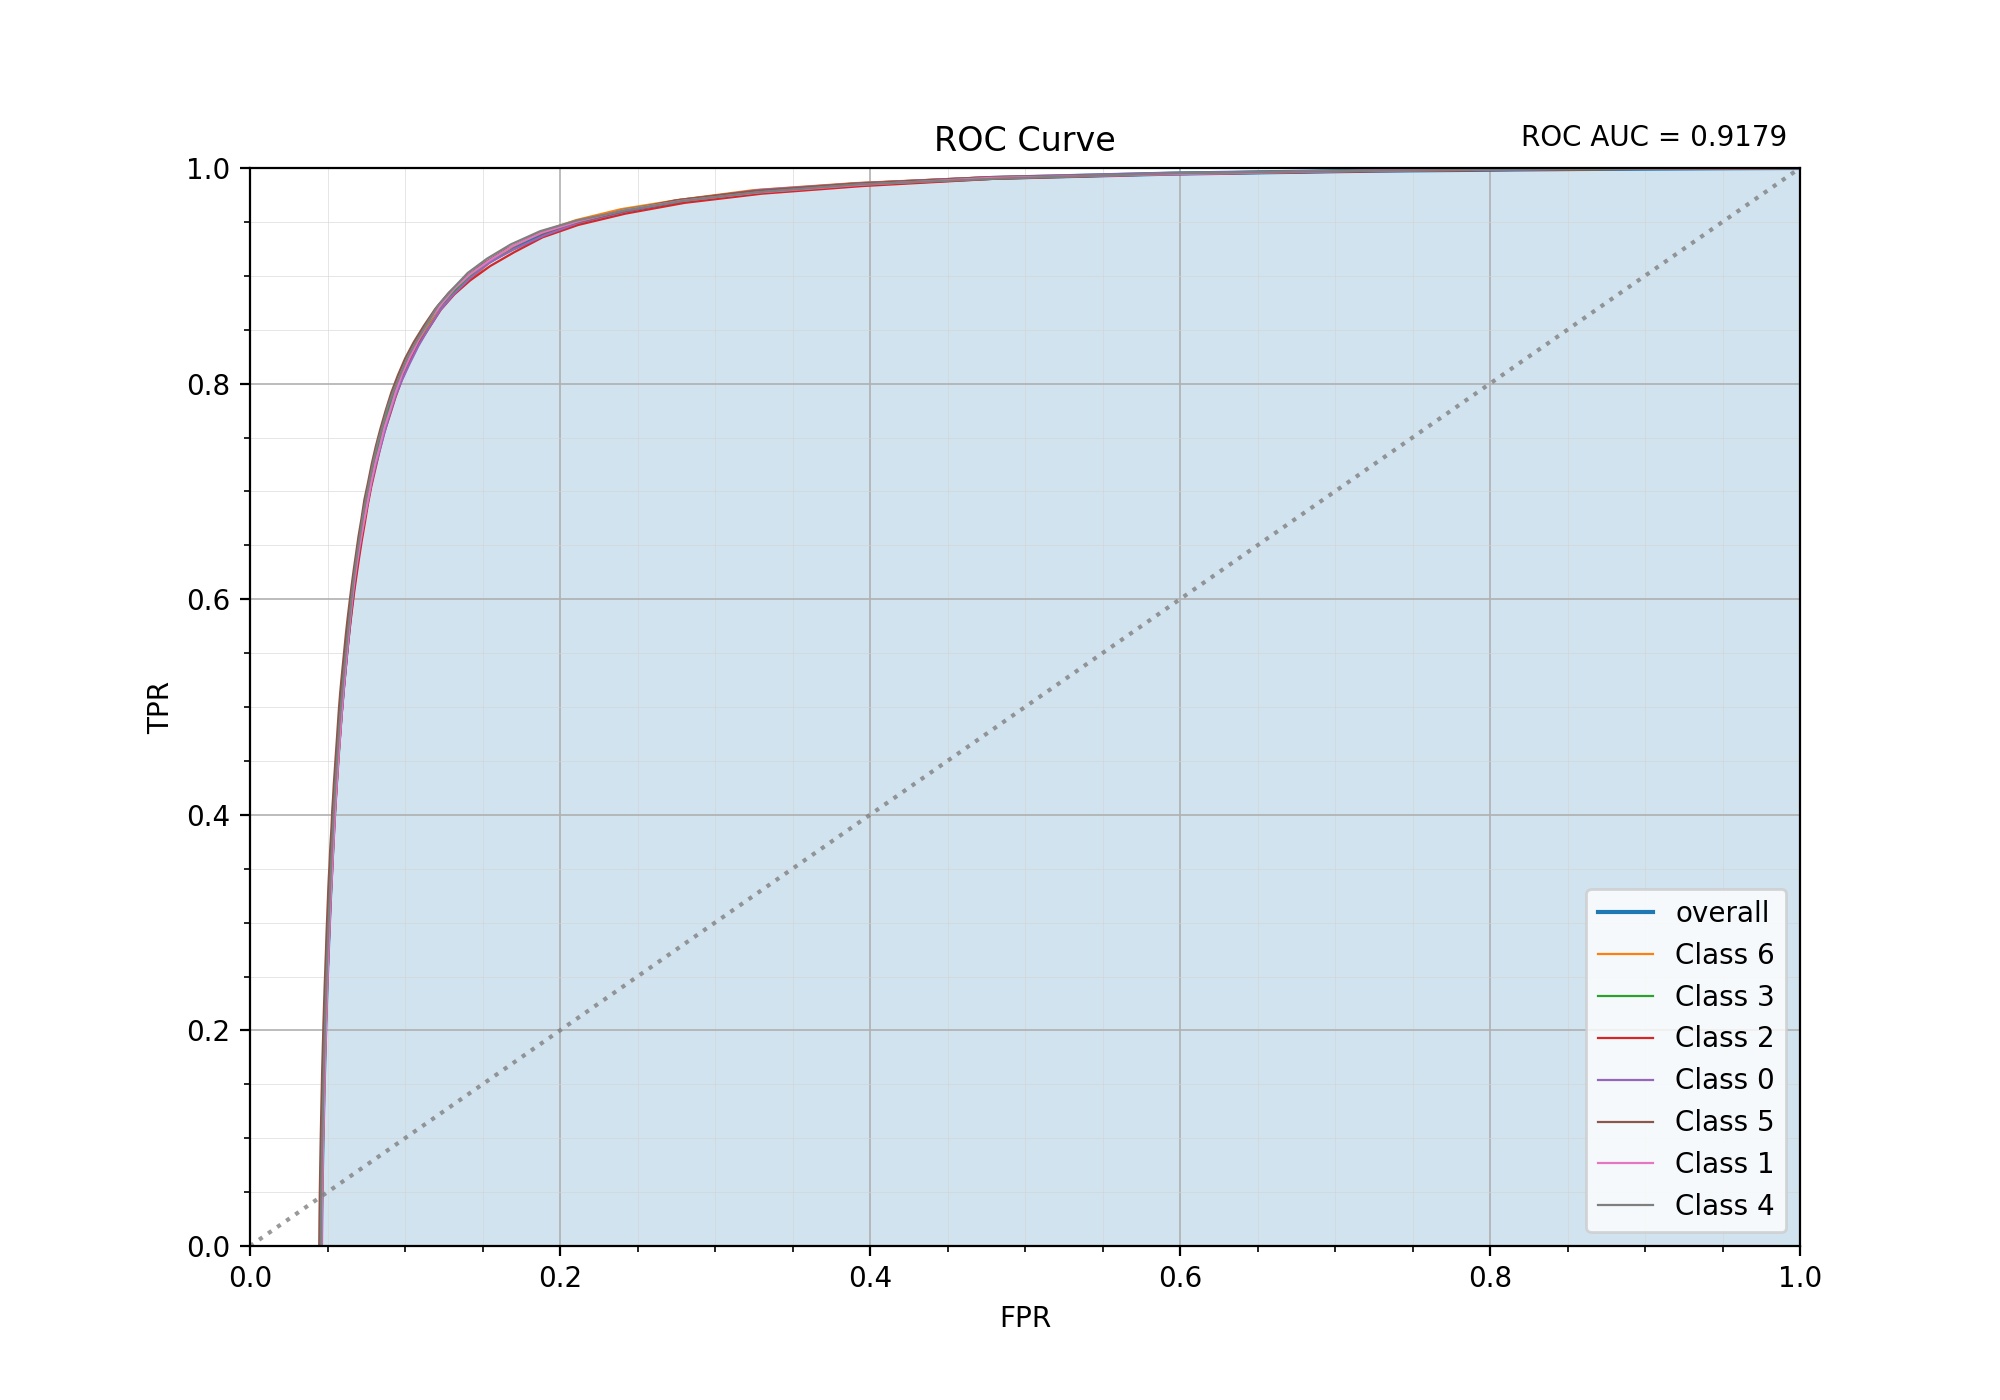 ROC Curve
ROC AUC = 0.9179
1.0
0.8
0.6
0.4
0.2
0.0
TPR
overall
Class 6
Class 3
Class 2
Class 0
Class 5
Class 1
Class 4
0.0 0.2 0.4 0.6 0.8 1.0
FPR